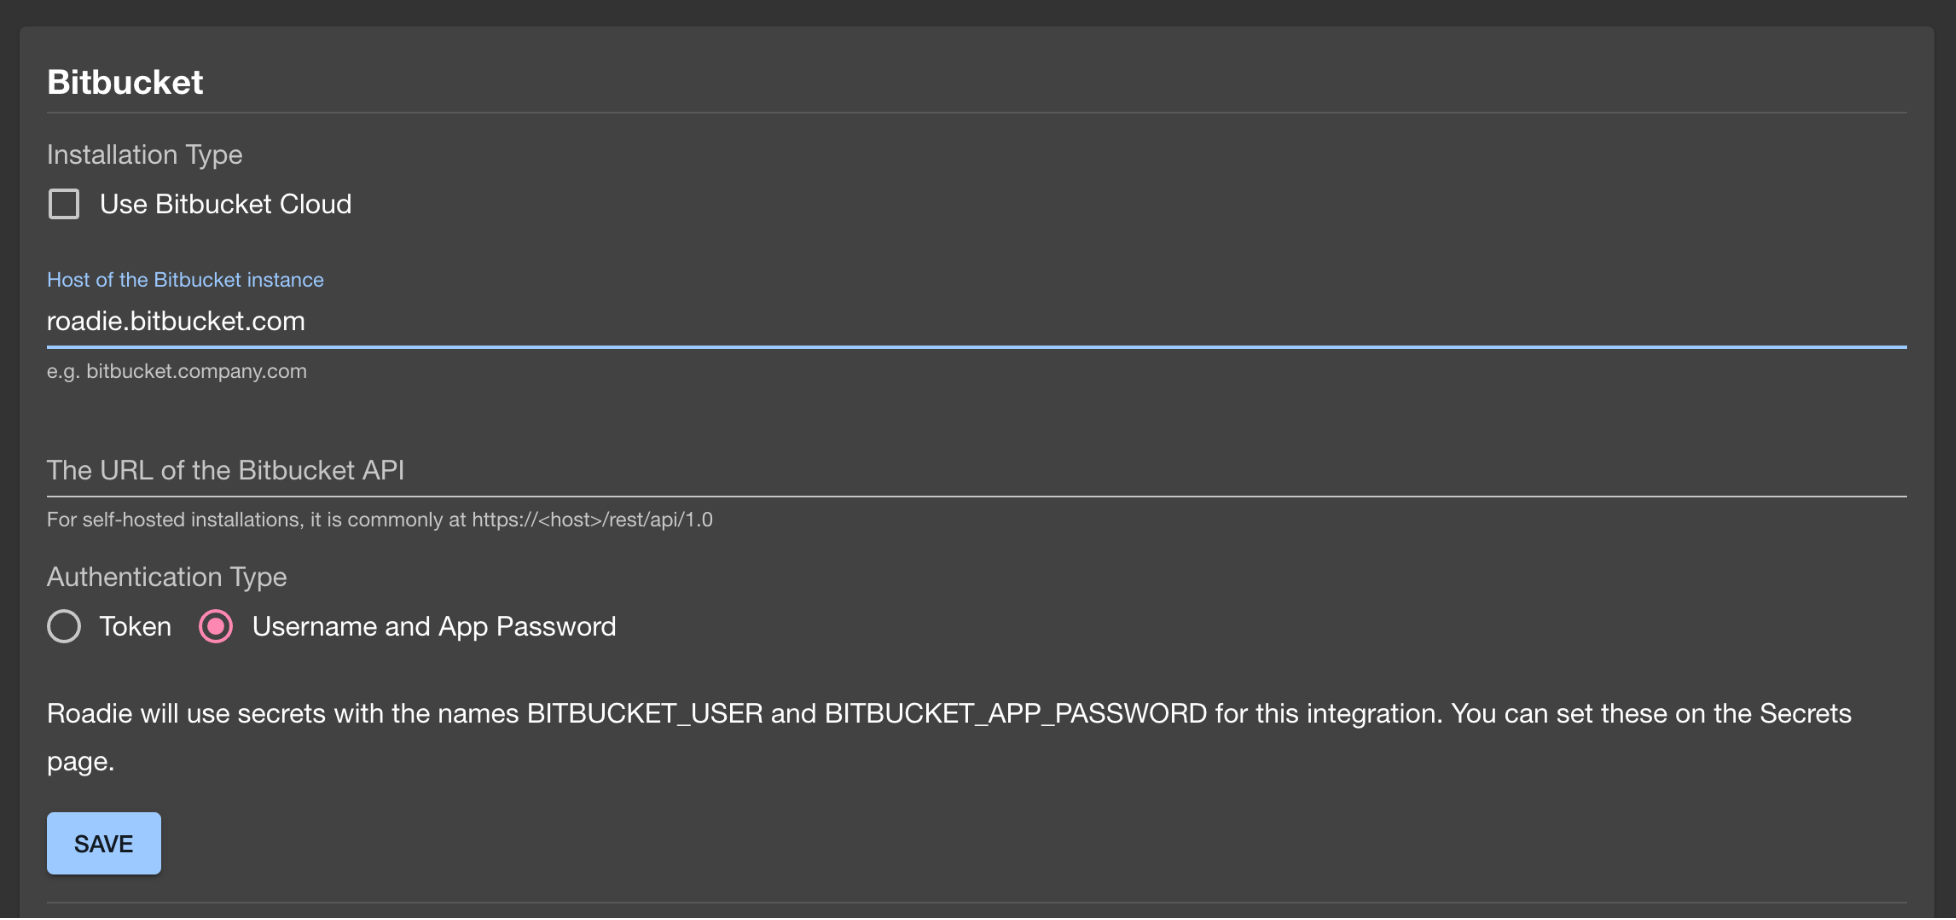 Bitbucket
Installation Type
Use Bitbucket Cloud
Host of the Bitbucket instance
roadie.bitbucket.com
e.g. bitbucket.company.com
The URL of the Bitbucket API
For self-hosted installations, it is commonly at https://<host>/rest/api/1.0
Authentication Type
Token Username and App Password
Roadie will use secrets with the names BITBUCKET_USER and BITBUCKET_APP_PASSWORD for this integration. You can set these on the Secrets
page.
SAVE